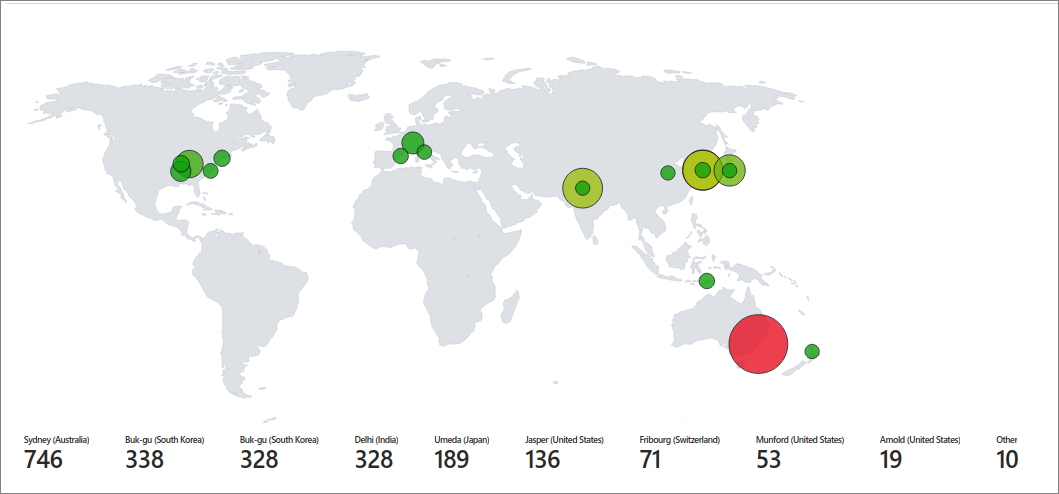 Sydney (Australia) Buk-gu (South Korea) Buk-gu (South Korea) Delhi (India) Umeda (Japan) Jasper (United States) Fribourg (Switzerland) Munford (United States) Arnold (United States) Other
746 338 328 328 189 136 71 53 19 10